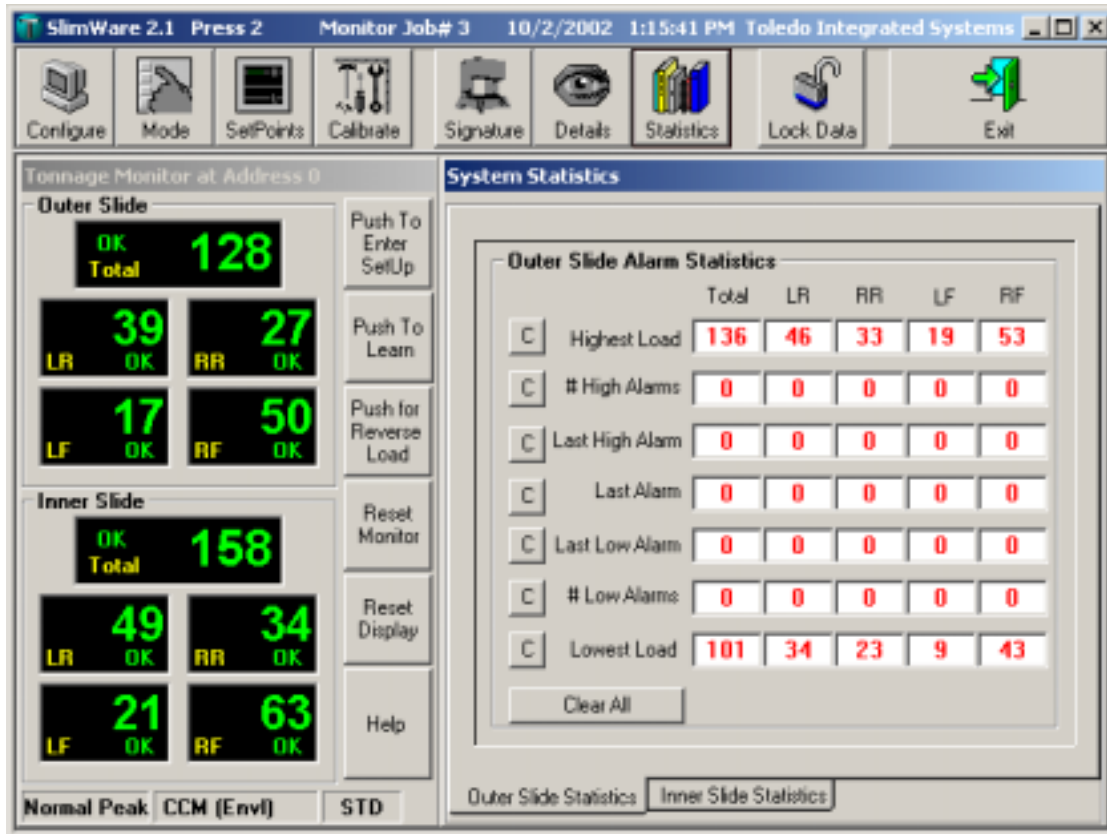 SlimWare 2.1 Press 2 Monitor Job# 3 10/2/2002 1:15:41 PM Toledo Integrated Systems
Configure Mode SetPoints Calibrate Signature Details Statistics Lock Data Exit
Tonnage Monitor at Address 0
Outer Slide
OK
Total
128
39
LR OK
27
RR OK
17
LF OK
50
RF OK
Inner Slide
OK
Total
158
49
LR OK
34
RR OK
21
LF OK
63
RF OK
Normal Peak CCM (Envl) STD
Push To
Enter
SetUp
Push To
Learn
Push for
Reverse
Load
Reset
Monitor
Reset
Display
Help
System Statistics
Outer Slide Alarm Statistics
Total LR RR LF RF
C Highest Load 136 46 33 19 53
C # High Alarms 0 0 0 0 0
C Last High Alarm 0 0 0 0 0
C Last Alarm 0 0 0 0 0
C Last Low Alarm 0 0 0 0 0
C # Low Alarms 0 0 0 0 0
C Lowest Load 101 34 23 9 43
Clear All
Outer Slide Statistics Inner Slide Statistics